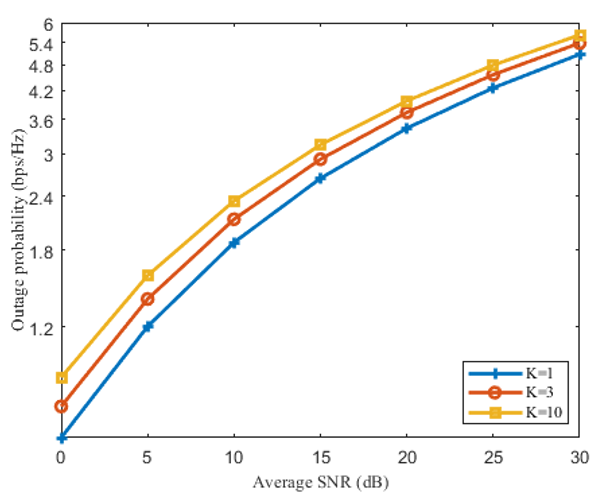 6
5.4
4.8
4.2
3.6
3
2.4
1.8
1.2
Outage probability (bps/Hz)
K=1
K=3
K=10
0 5 10 15 20 25 30
Average SNR (dB)